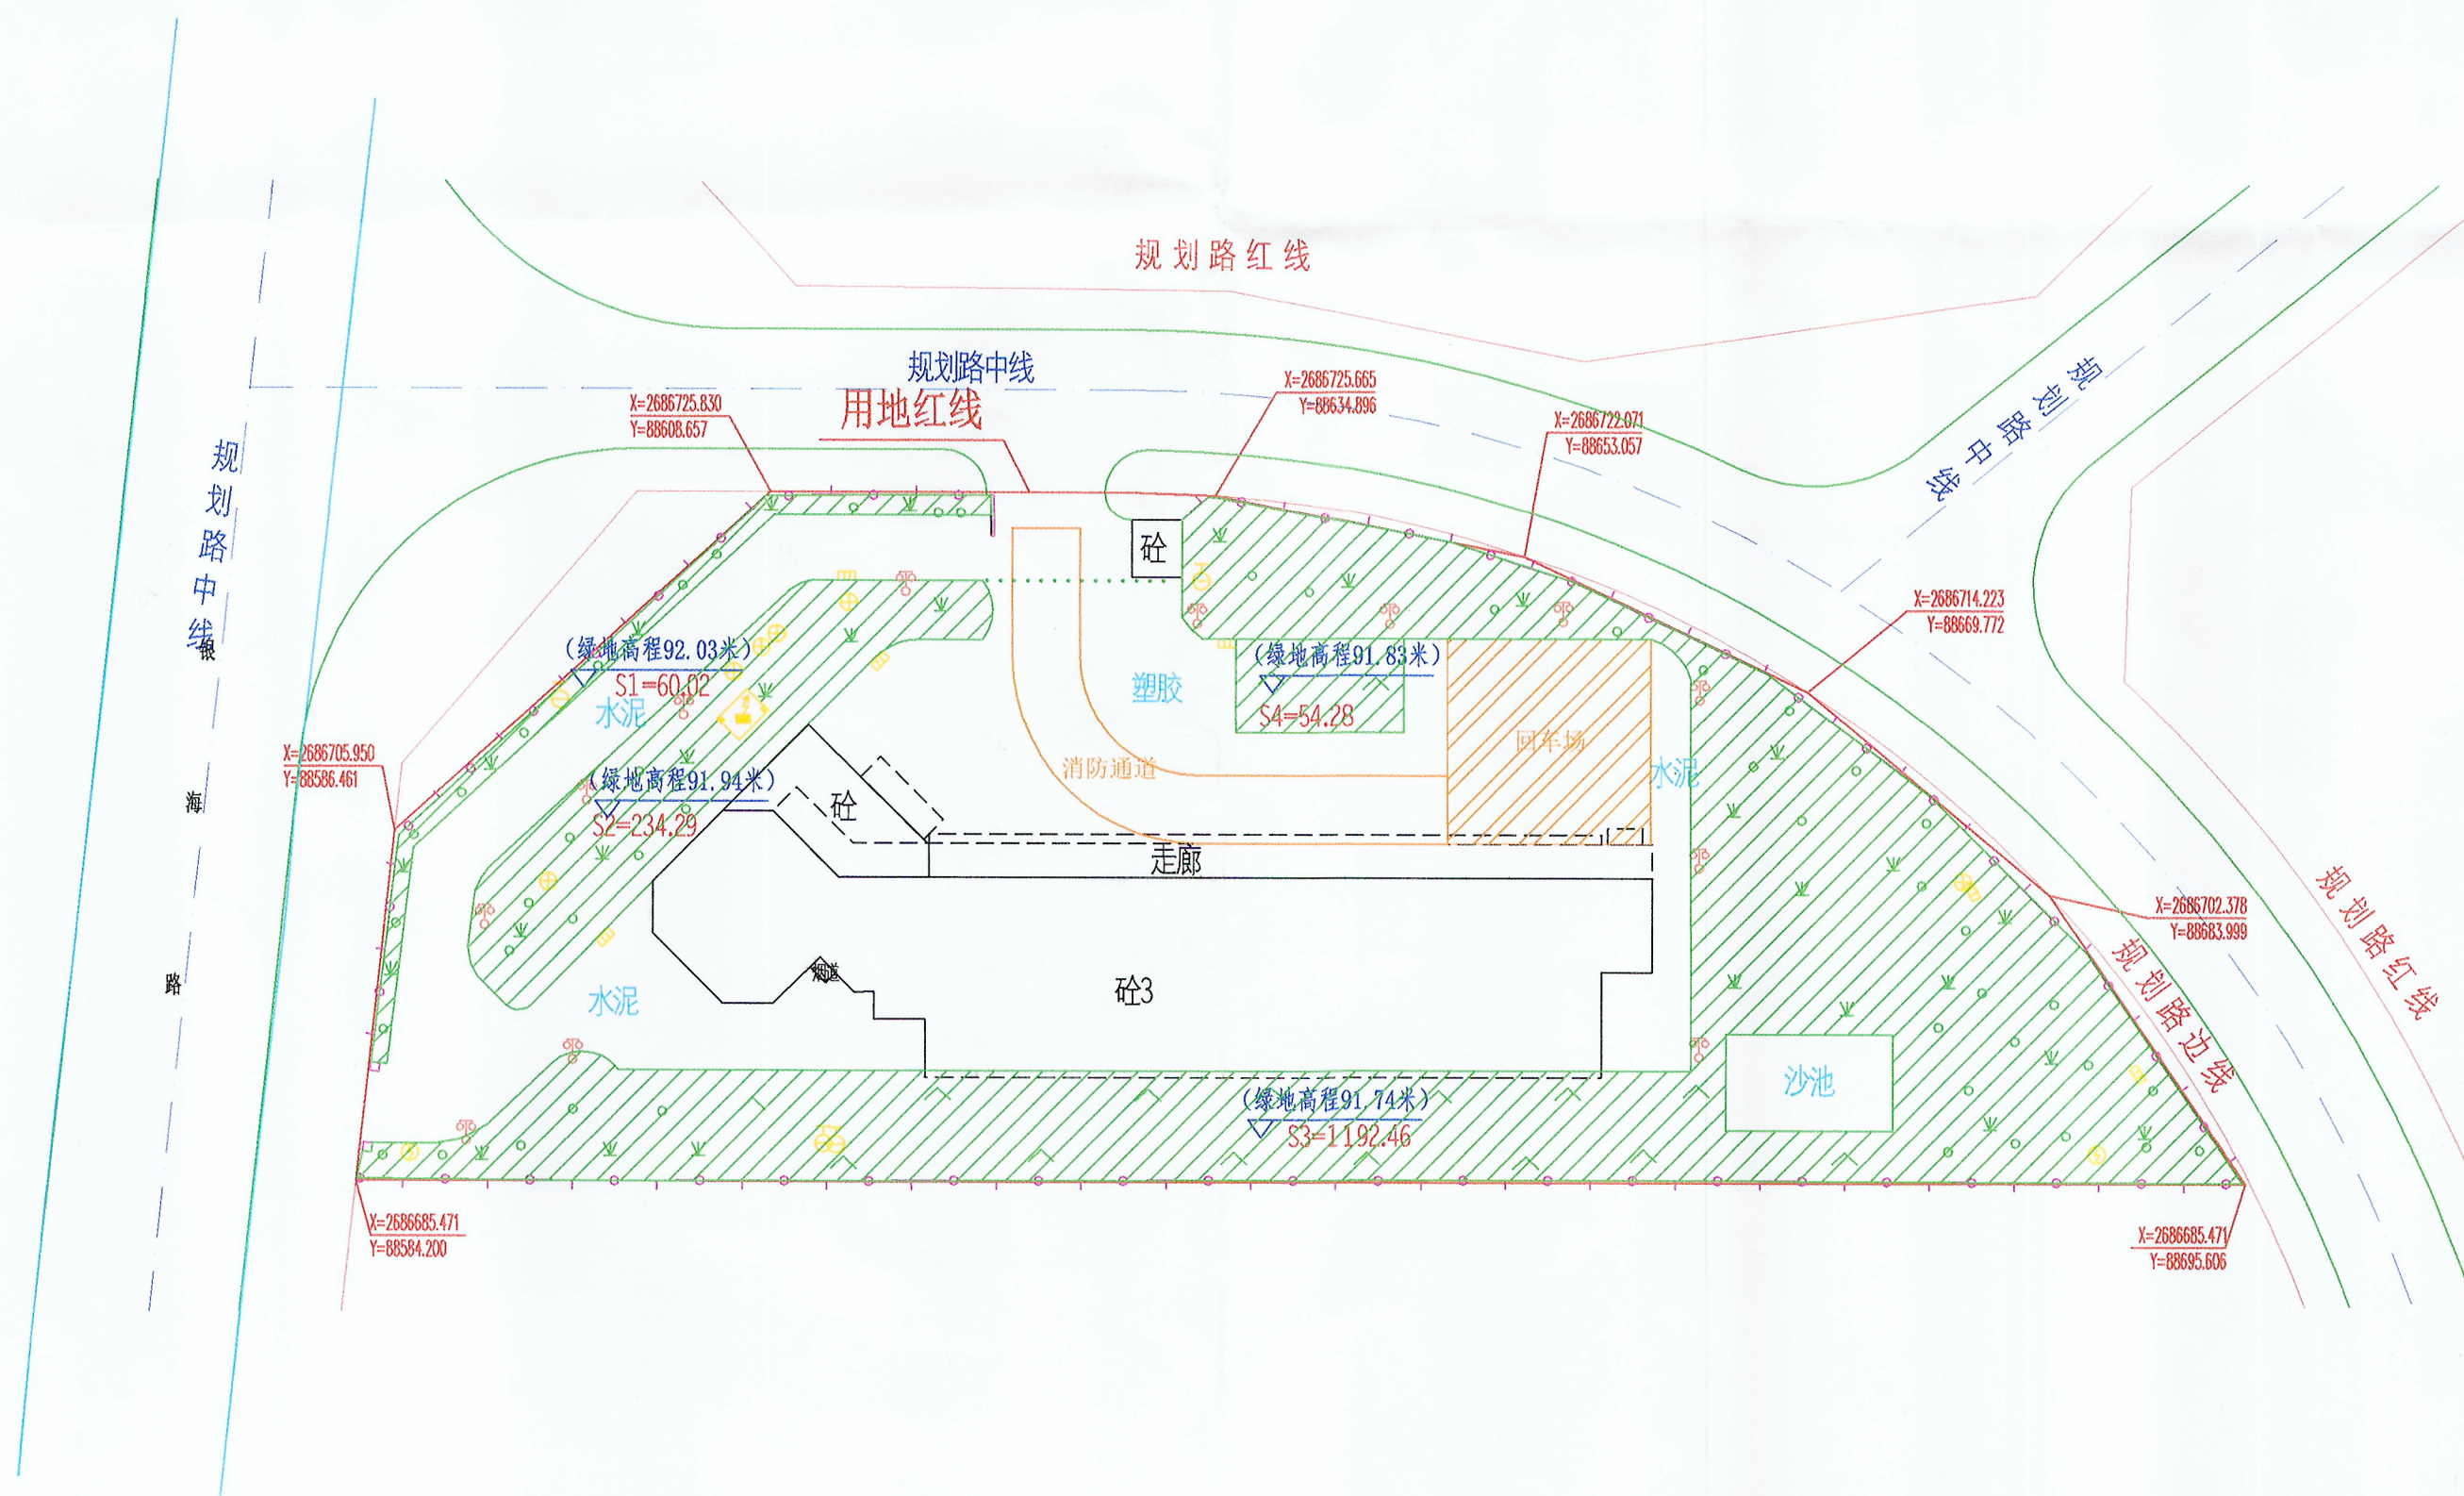 规划路红线
规划路中线
用地红线
X=2686725.830
Y=88608.657
X=2686725.665
Y=88634.896
X=2686722.071
Y=88653.057
规划路中线
规划路中线
银海路
X=2686714.223
Y=88669.772
砼
(绿地高程92.03米)
S1=60.02
水泥
塑胶
(绿地高程91.83米)
S4=54.28
回车场
消防通道
水泥
X=2686705.950
Y=88586.461
(绿地高程91.94米)
S2=234.29
砼
走廊
X=2686702.378
Y=88683.999
规划路红线
规划路边线
烟道
水泥
砼3
沙池
(绿地高程91.74米)
S3=1192.46
X=2686685.471
Y=88584.200
X=2686685.471
Y=88695.606